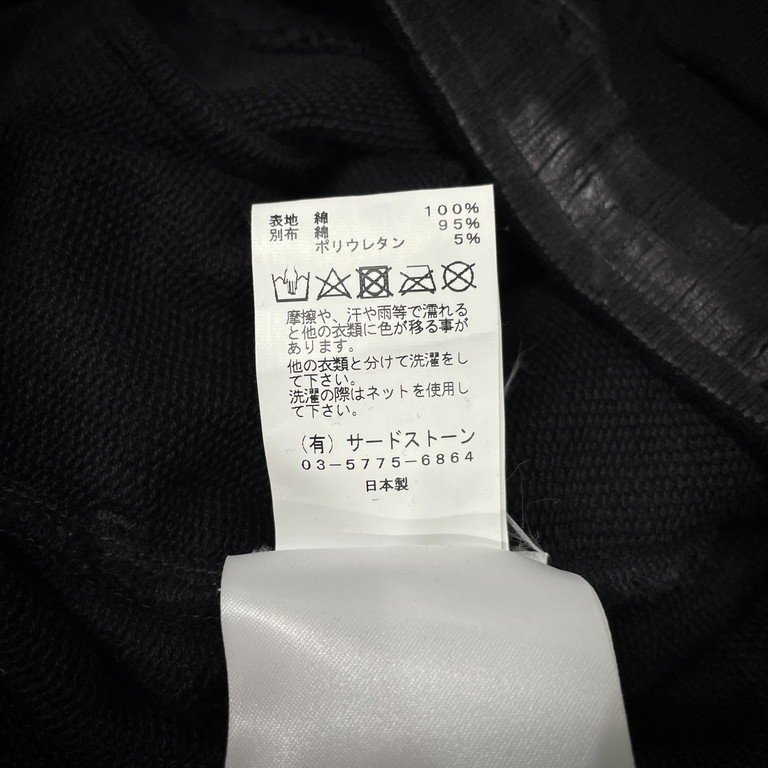 表地 綿 100%
別布 綿 95%
ポリウレタン 5%
摩擦や、汗や雨等で濡れる
と他の衣類に色が移る事が
あります。
他の衣類と分けて洗濯をし
て下さい。
洗濯の際はネットを使用し
て下さい。
(有) サードストーン
03-5775-6864
日本製